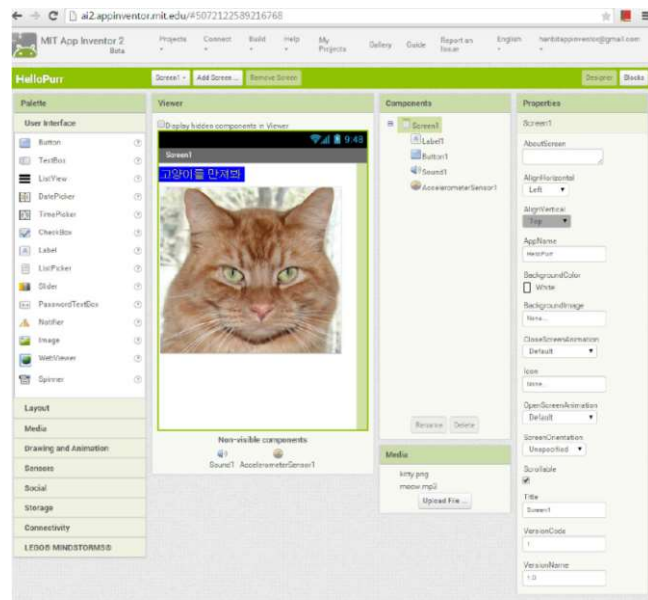 ai2.appinventor.mit.edu/#5072122589216768
MIT App Inventor 2
Beta
Projects Connect Build Help My Projects Gallery Guide Report an Issue English
HelloPurr
Screen1 Add Screen ... Remove Screen
Designer Blocks
Palette
User Interface
Button
TextBox
ListView
DatePicker
TimePicker
CheckBox
Label
ListPicker
Slider
PasswordTextBox
Notifier
Image
WebViewer
Spinner
Layout
Media
Drawing and Animation
Sensors
Social
Storage
Connectivity
LEGO® MINDSTORMS®
Viewer
Display hidden components in Viewer
9:48
Screen1
고양이를 만져봐
Non-visible components
Sound1 AccelerometerSensor1
Components
Screen1
Label1
Button1
Sound1
AccelerometerSensor1
Rename Delete
Media
kitty.png
meow.mp3
Upload File ...
Properties
Screen1
AboutScreen
AlignHorizontal
Left
AlignVertical
Top
AppName
HelloPurr
BackgroundColor
White
BackgroundImage
None...
CloseScreenAnimation
Default
Icon
None...
OpenScreenAnimation
Default
ScreenOrientation
Unspecified
Scrollable
Title
Screen1
VersionCode
1
VersionName
1.0